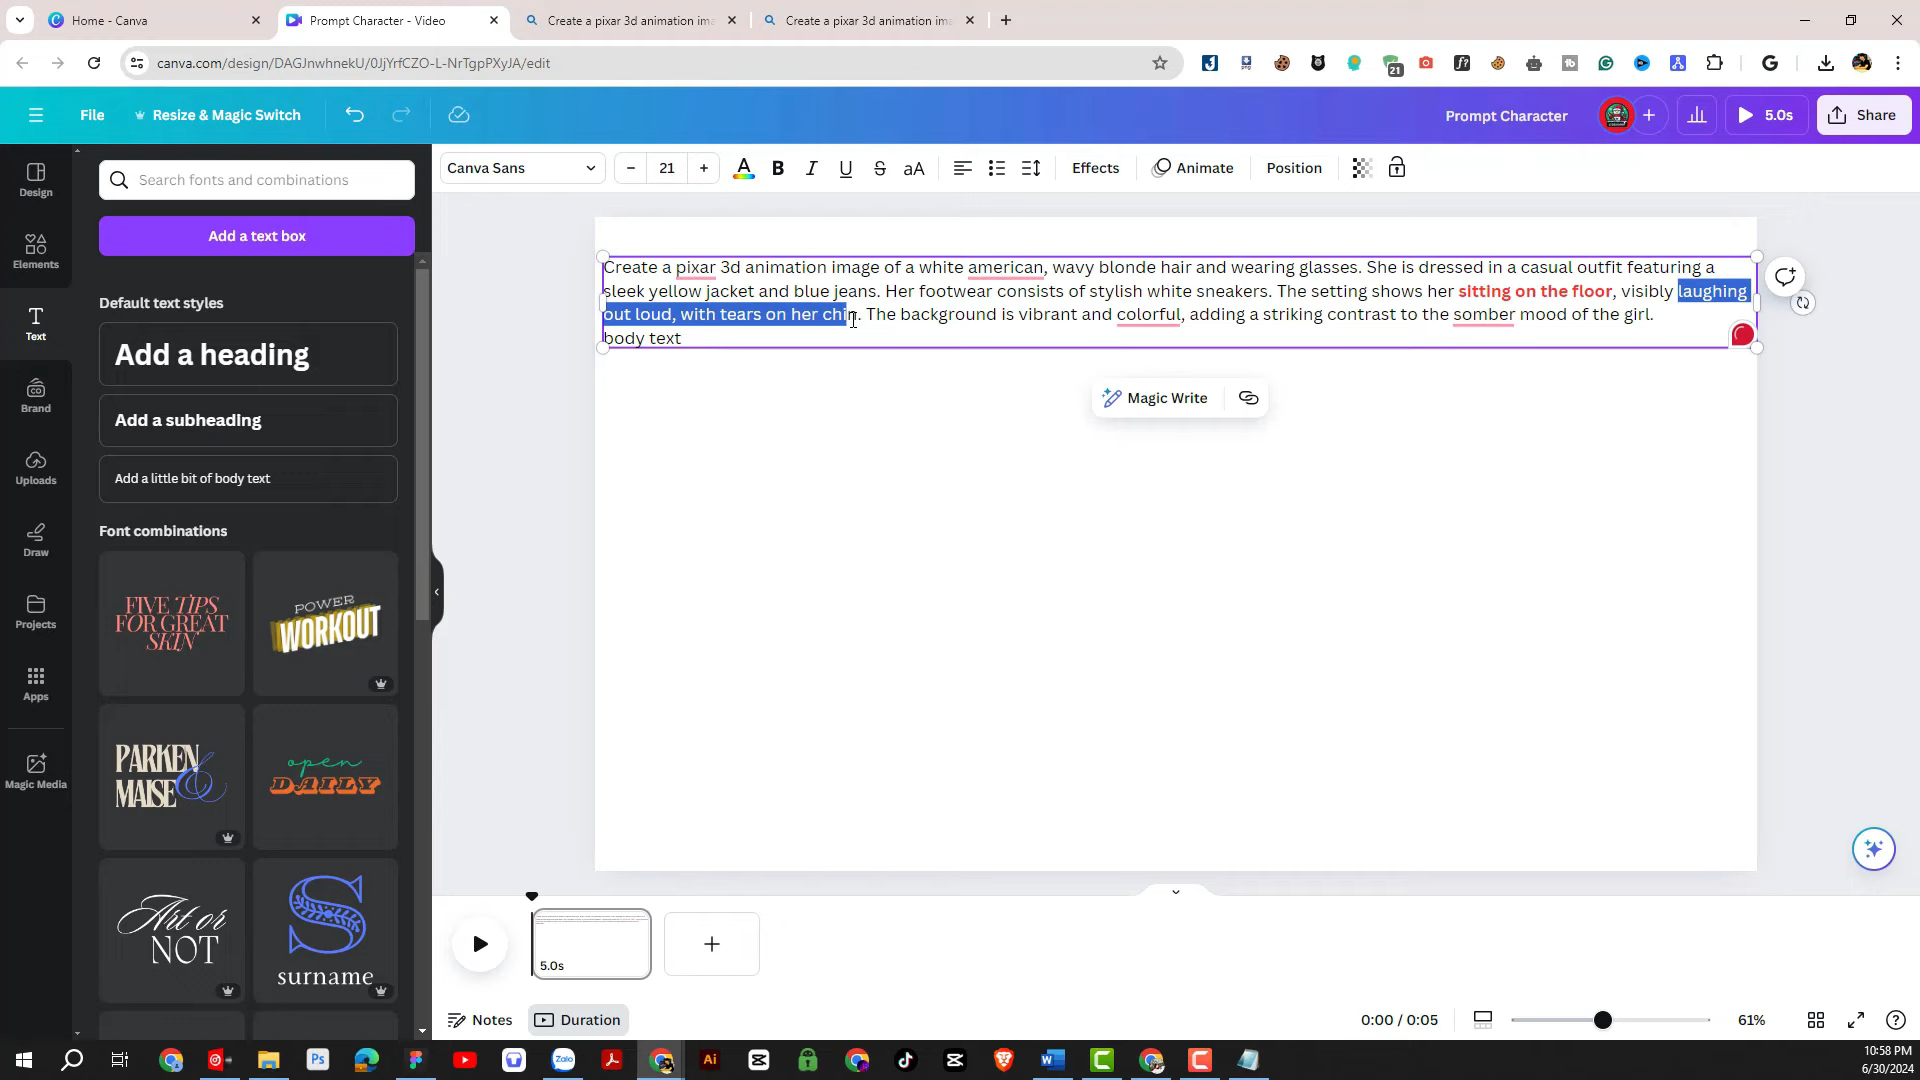 Home - Canva
Prompt Character - Video
Create a pixar 3d animation ima
Create a pixar 3d animation ima
canva.com/design/DAGJnwhnekU/0JjYrfCZO-L-NrTgpPXyJA/edit
21
File
Resize & Magic Switch
Prompt Character
5.0s
Share
Design
Elements
Text
Brand
Uploads
Draw
Projects
Apps
Magic Media
Search fonts and combinations
Add a text box
Default text styles
Add a heading
Add a subheading
Add a little bit of body text
Font combinations
FIVE TIPS
FOR GREAT
SKIN
POWER
WORKOUT
PARKEN
& MAISE
open
DAILY
Art or
NOT
S
surname
Canva Sans
21
aA
Effects
Animate
Position
Create a pixar 3d animation image of a white american, wavy blonde hair and wearing glasses. She is dressed in a casual outfit featuring a
sleek yellow jacket and blue jeans. Her footwear consists of stylish white sneakers. The setting shows her sitting on the floor, visibly laughing
out loud, with tears on her chin. The background is vibrant and colorful, adding a striking contrast to the somber mood of the girl.
body text
Magic Write
5.0s
Notes
Duration
0:00 / 0:05
61%
10:58 PM
6/30/2024